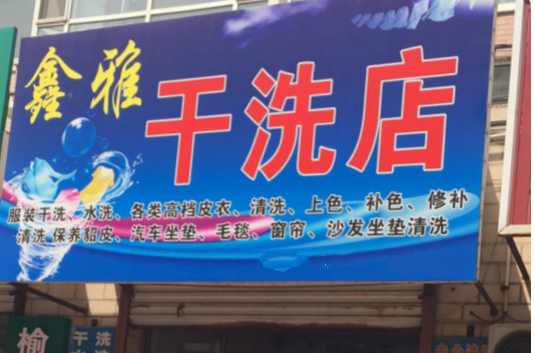 鑫雅
干洗店
服装干洗、水洗、各类高档皮衣、清洗、上色、补色、修补
清洗 保养貂皮、汽车坐垫、毛毯、窗帘、沙发坐垫清洗
榆
干洗